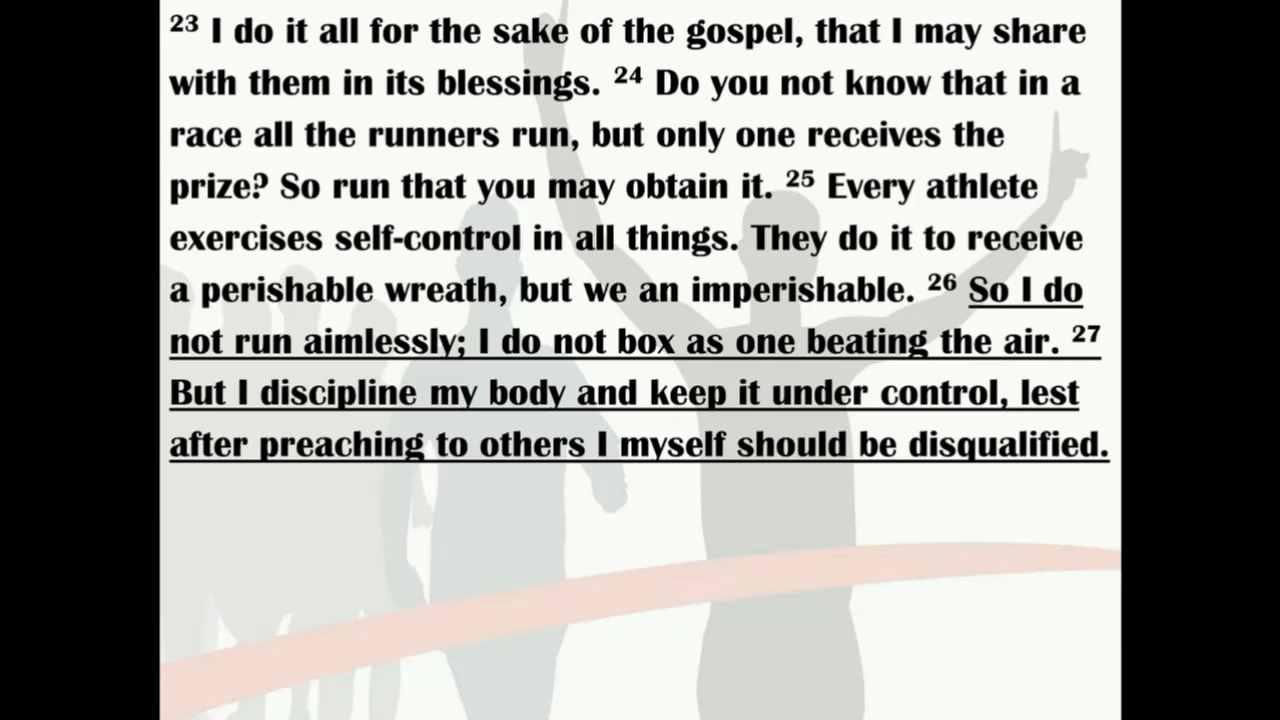 23 I do it all for the sake of the gospel, that I may share
with them in its blessings. 24 Do you not know that in a
race all the runners run, but only one receives the
prize? So run that you may obtain it. 25 Every athlete
exercises self-control in all things. They do it to receive
a perishable wreath, but we an imperishable. 26 So I do
not run aimlessly; I do not box as one beating the air. 27
But I discipline my body and keep it under control, lest
after preaching to others I myself should be disqualified.